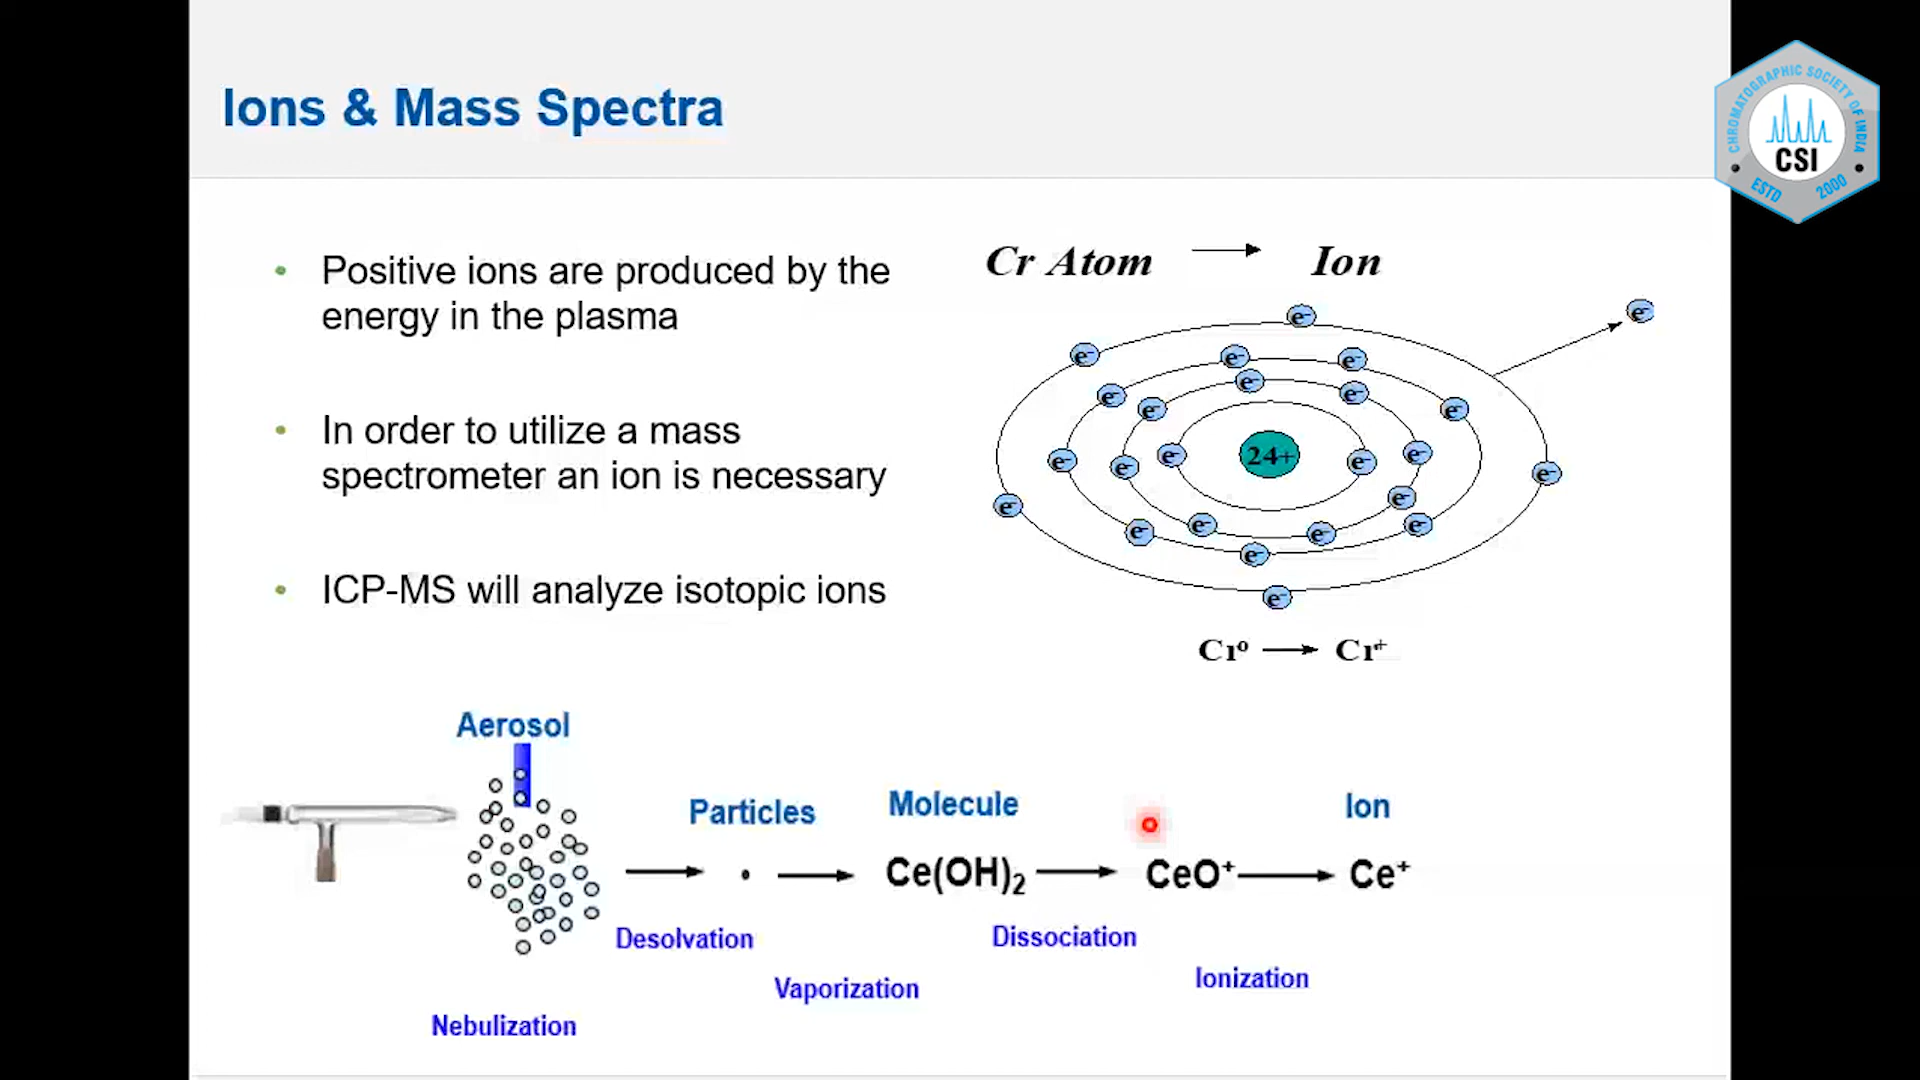 Ions & Mass Spectra
CHROMATOGRAPHIC SOCIETY OF INDIA
CSI
ESTD 2000
• Positive ions are produced by the
energy in the plasma
• In order to utilize a mass
spectrometer an ion is necessary
• ICP-MS will analyze isotopic ions
Cr Atom → Ion
e⁻
e⁻
e⁻
e⁻ e⁻
e⁻
e⁻ e⁻
e⁻ e⁻
e⁻ e⁻ 24+ e⁻ e⁻
e⁻ e⁻
e⁻ e⁻
e⁻ e⁻
e⁻ e⁻ e⁻
e⁻
e⁻
Crº → Cr⁺
Aerosol
Particles Molecule Ion
• → Ce(OH)₂ → CeO⁺ → Ce⁺
Desolvation Dissociation
Vaporization Ionization
Nebulization